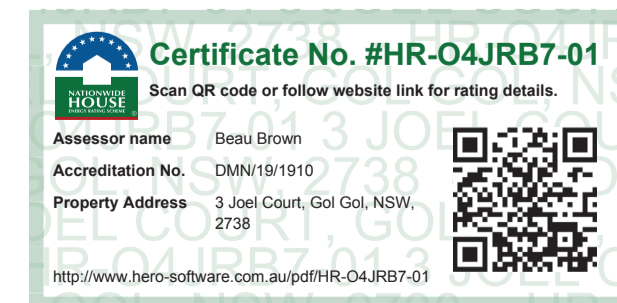 Certificate No. #HR-O4JRB7-01
Scan QR code or follow website link for rating details.
NATIONWIDE
HOUSE
ENERGY RATING SCHEME ®
Assessor name Beau Brown
Accreditation No. DMN/19/1910
Property Address 3 Joel Court, Gol Gol, NSW,
2738
http://www.hero-software.com.au/pdf/HR-O4JRB7-01